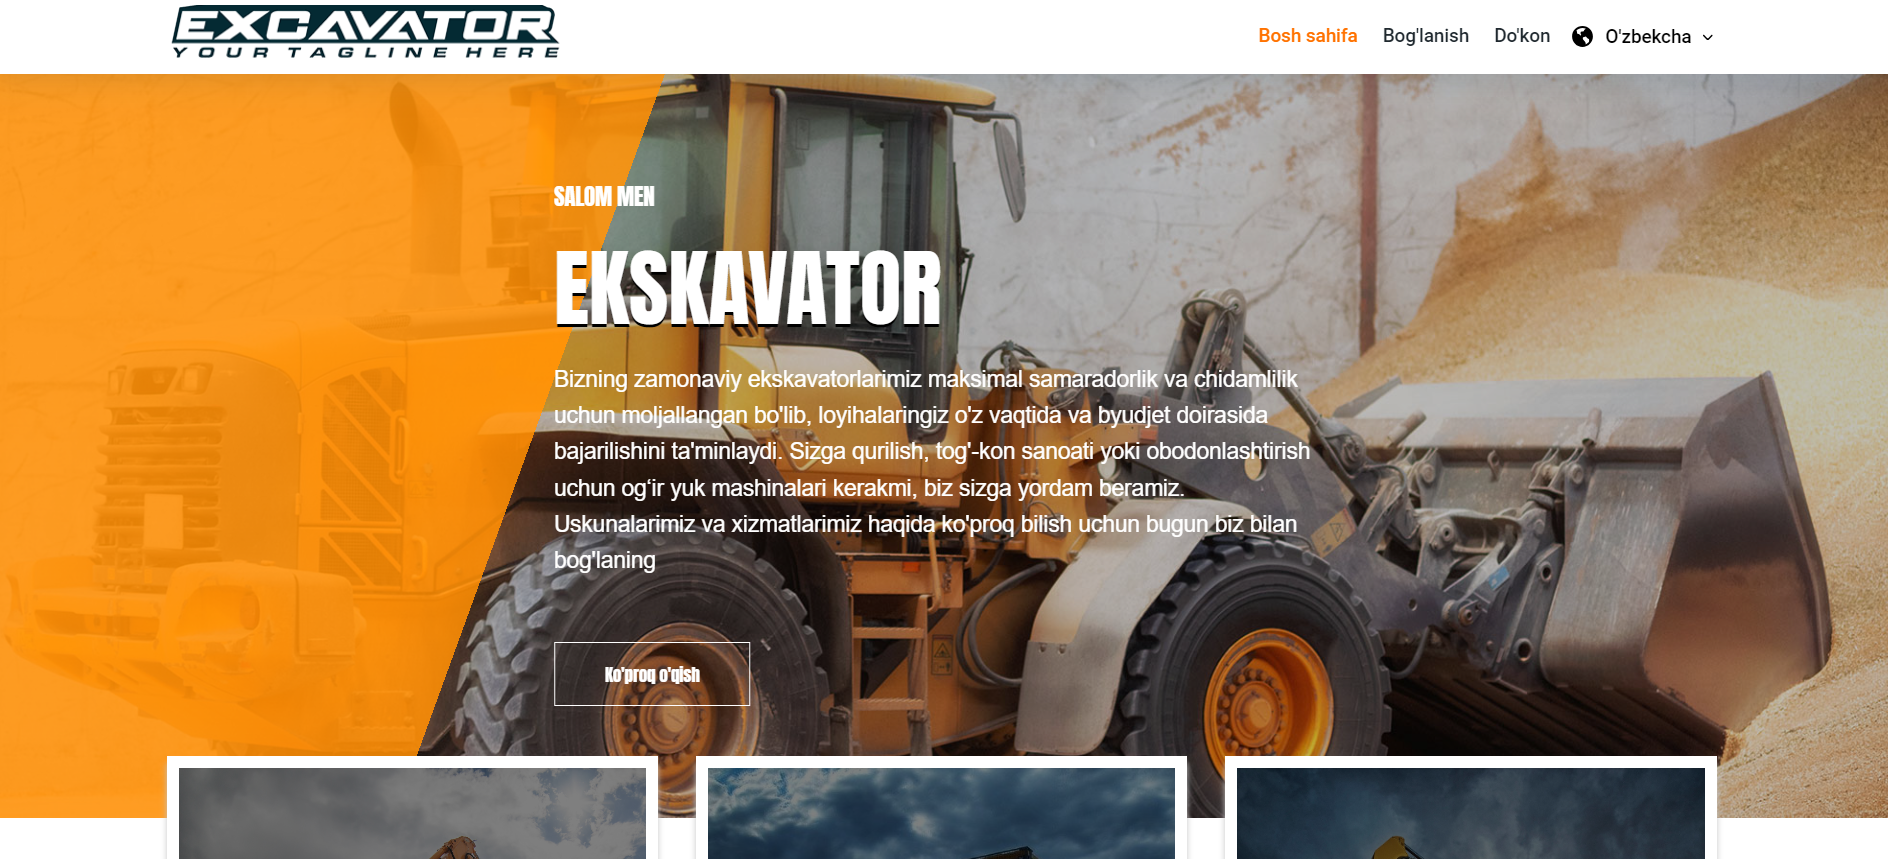 EXCAVATOR
YOUR TAGLINE HERE
Bosh sahifa
Bog'lanish
Do'kon
O'zbekcha
SALOM MEN
EKSKAVATOR
Bizning zamonaviy ekskavatorlarimiz maksimal samaradorlik va chidamlilik
uchun moljallangan bo'lib, loyihalaringiz o'z vaqtida va byudjet doirasida
bajarilishini ta'minlaydi. Sizga qurilish, tog'-kon sanoati yoki obodonlashtirish
uchun og‘ir yuk mashinalari kerakmi, biz sizga yordam beramiz.
Uskunalarimiz va xizmatlarimiz haqida ko'proq bilish uchun bugun biz bilan
bog'laning
Ko'proq o'qish